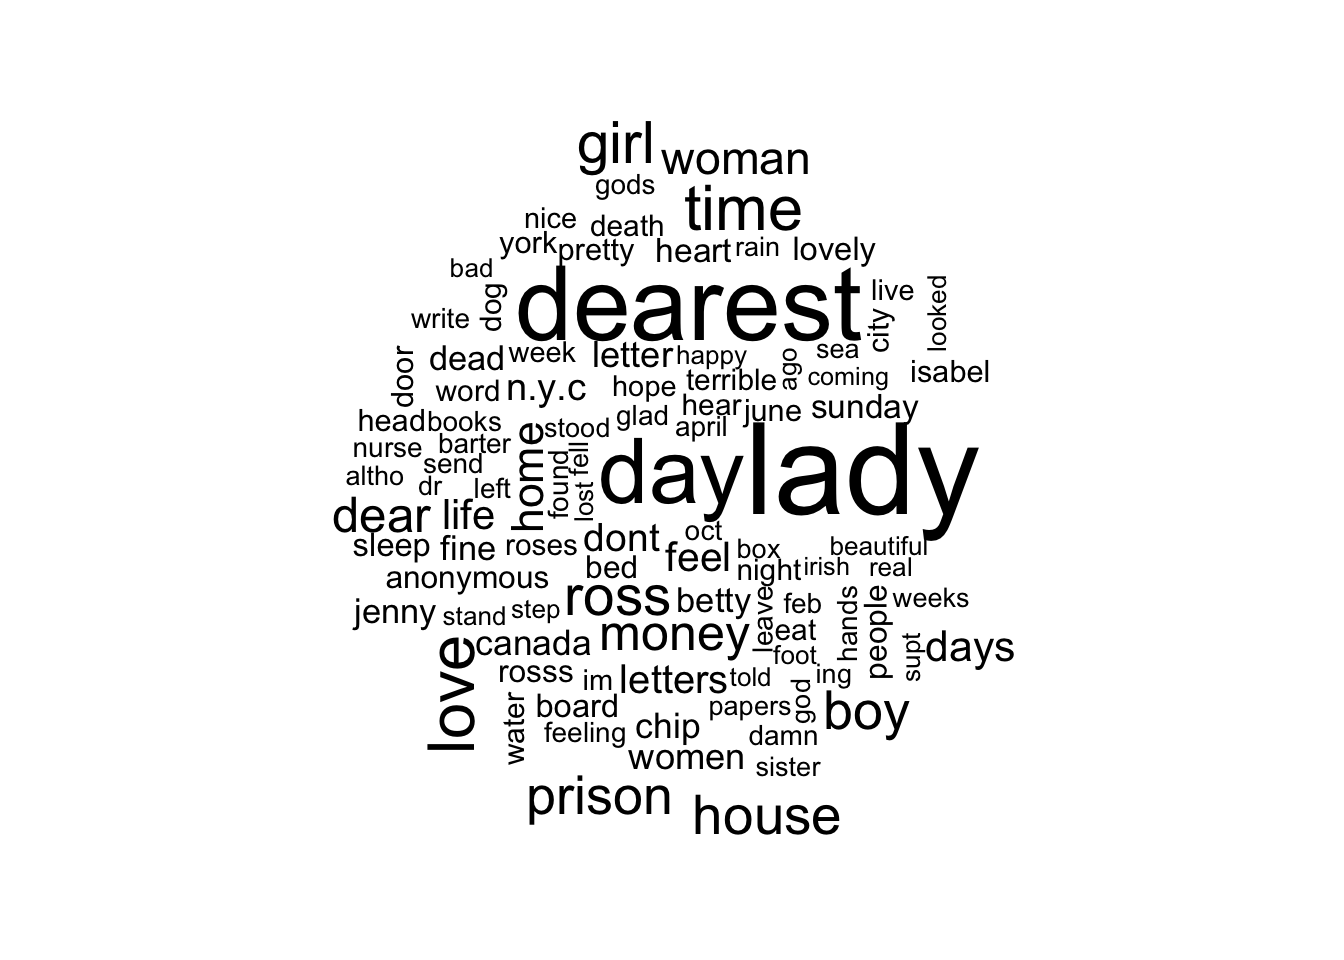 girl woman
gods
time
nice death
york pretty heart rain lovely
bad
dearest
dog live
write city looked
door dead week letter happy ago sea
word n.y.c hope terrible coming isabel
head books stood glad hear june sunday
april
nurse barter home
altho send found fell day lady
dr left lost
dear life
sleep fine roses dont oct box beautiful
bed feel night irish real
anonymous
jenny stand step ross betty leave feb hands people weeks
love canada money eat
foot supt days
rosss im letters told god ing
water board chip papers boy
feeling damn
women sister
prison house